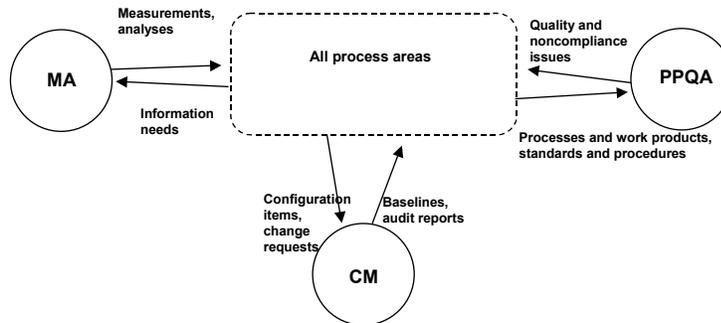 Measurements,
analyses
MA
Information
needs
All process areas
Quality and
noncompliance
issues
PPQA
Processes and work products,
standards and procedures
Configuration
items,
change
requests
Baselines,
audit reports
CM